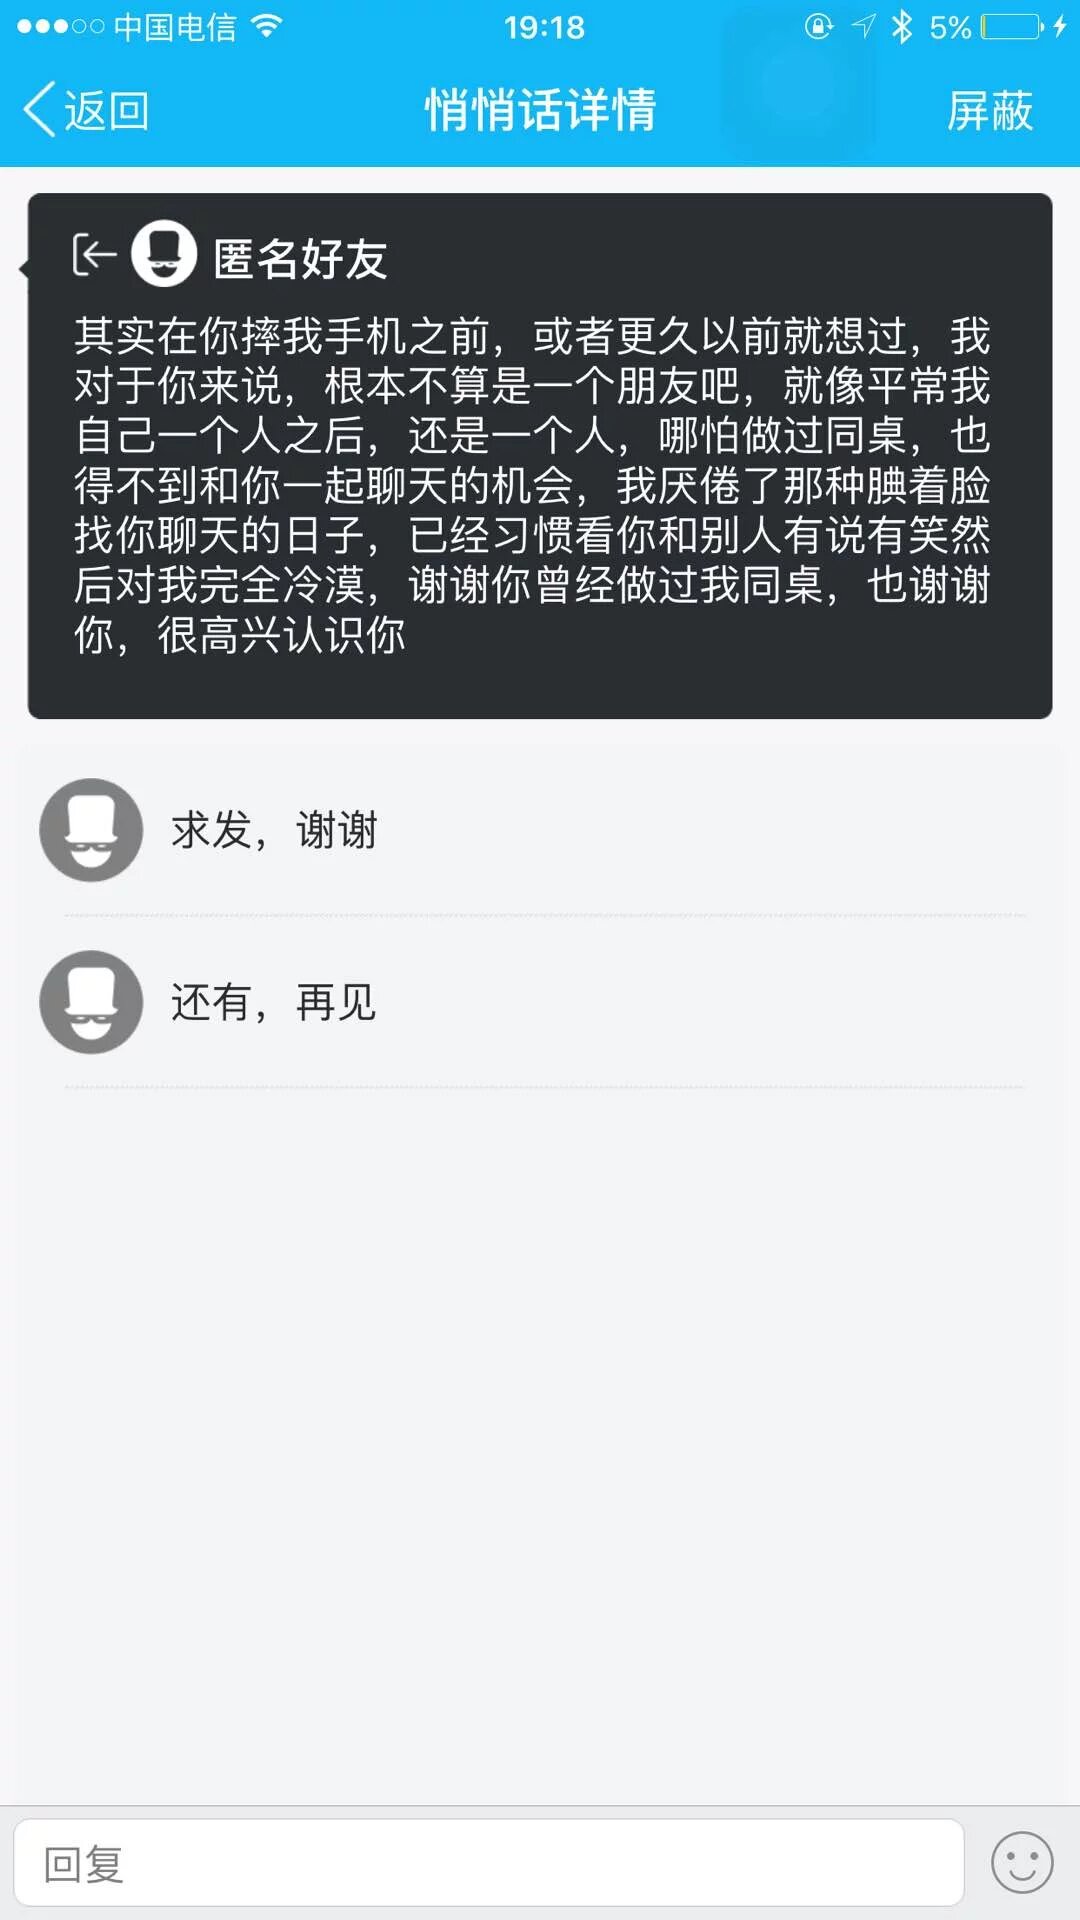 中国电信
19:18
5%
返回
悄悄话详情
屏蔽
匿名好友
其实在你摔我手机之前，或者更久以前就想过，我
对于你来说，根本不算是一个朋友吧，就像平常我
自己一个人之后，还是一个人，哪怕做过同桌，也
得不到和你一起聊天的机会，我厌倦了那种腆着脸
找你聊天的日子，已经习惯看你和别人有说有笑然
后对我完全冷漠，谢谢你曾经做过我同桌，也谢谢
你，很高兴认识你
求发，谢谢
还有，再见
回复